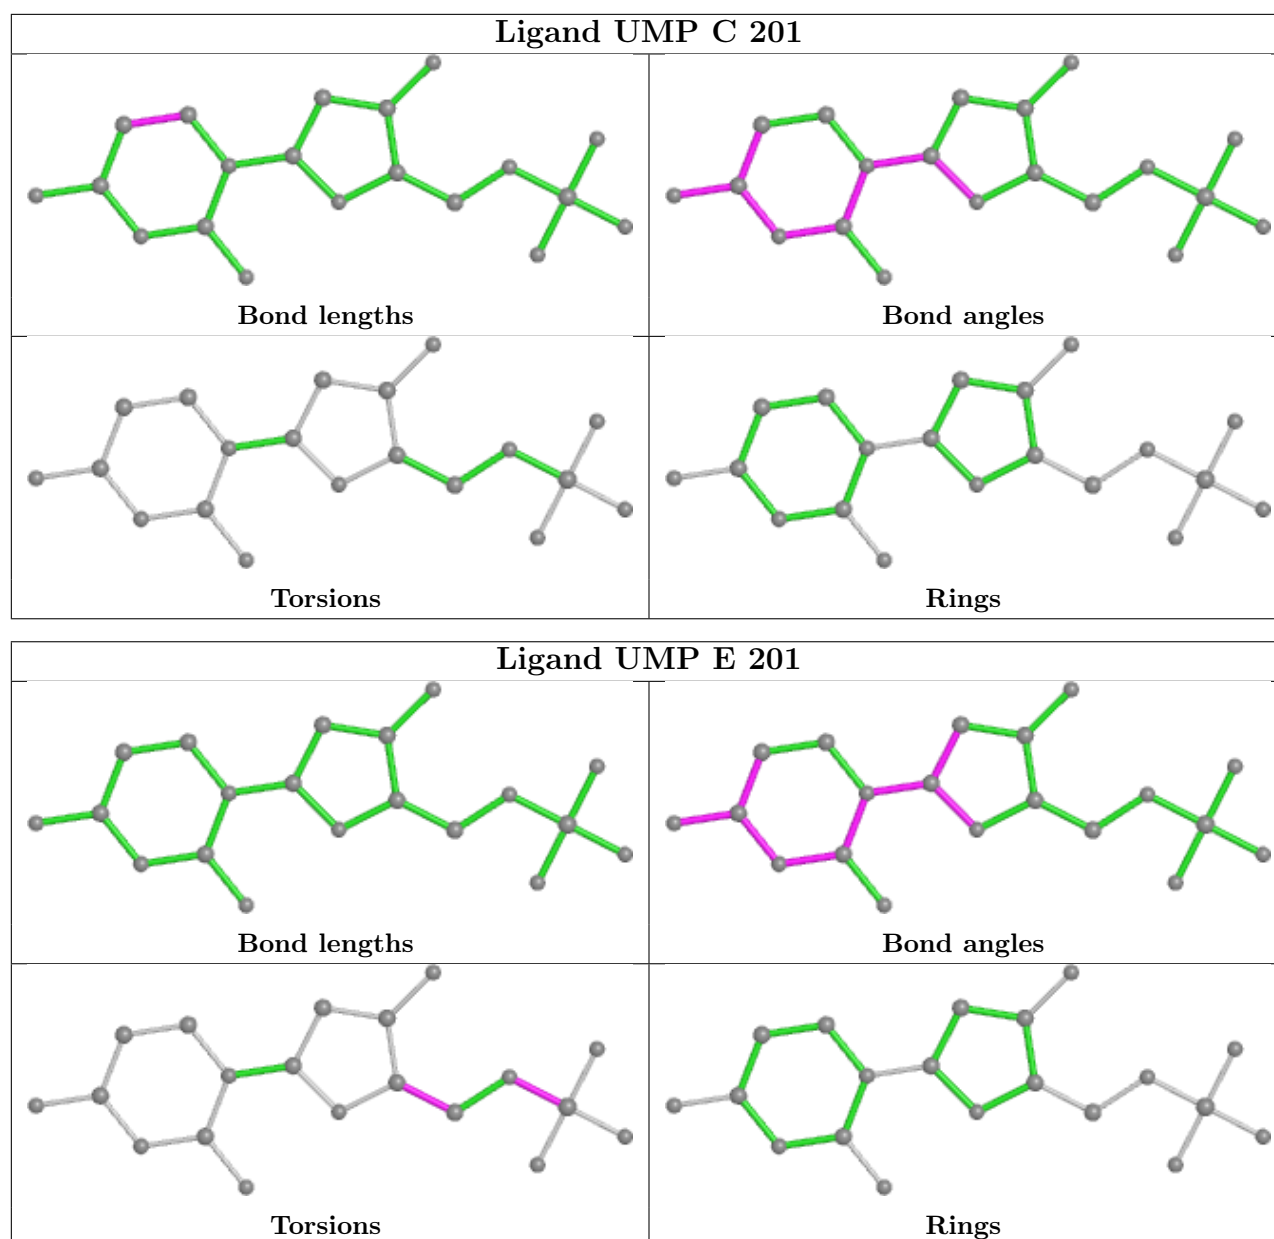 Ligand UMP C 201
Bond lengths
Bond angles
Torsions
Rings
Ligand UMP E 201
Bond lengths
Bond angles
Torsions
Rings